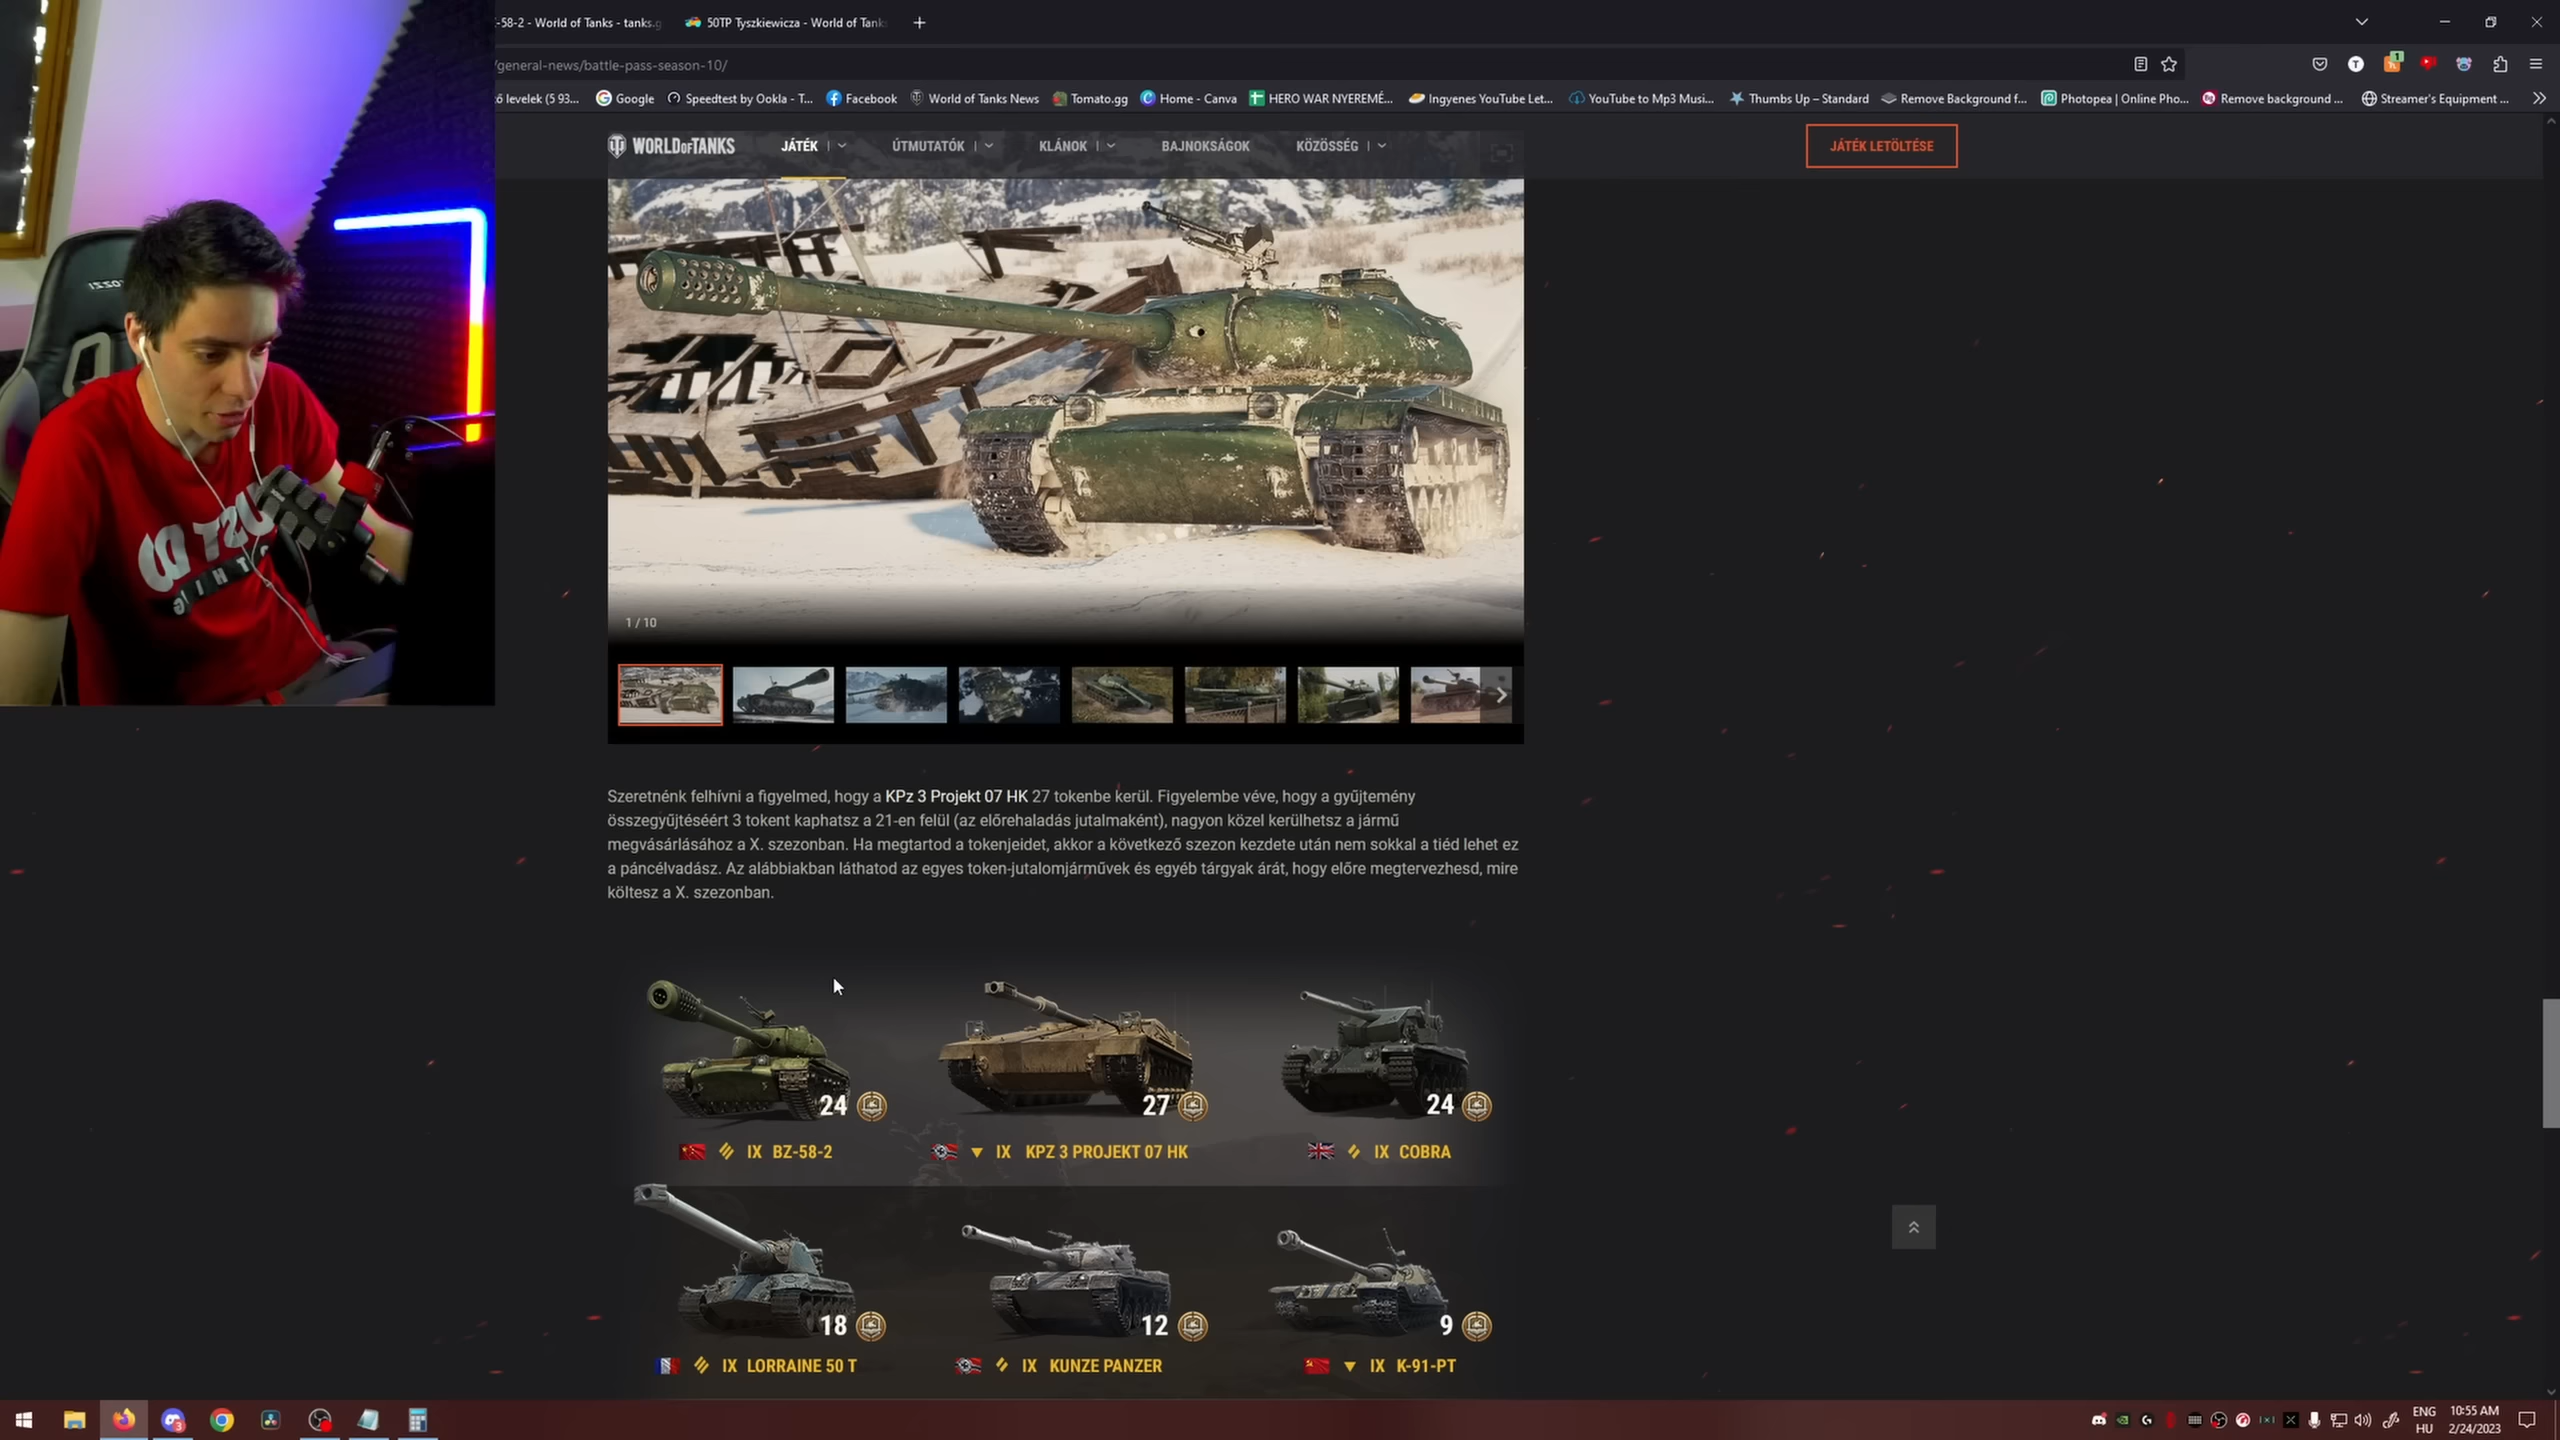 -58-2 - World of Tanks - tanks.g
50TP Tyszkiewicza - World of Tank
/general-news/battle-pass-season-10/
1
ó levelek (5 93...
Google
Speedtest by Ookla - T...
Facebook
World of Tanks News
Tomato.gg
Home - Canva
HERO WAR NYEREMÉ...
Ingyenes YouTube Let...
YouTube to Mp3 Musi...
Thumbs Up – Standard
Remove Background f...
Photopea | Online Pho...
Remove background ...
Streamer's Equipment ...
WORLD OF TANKS
JÁTÉK
ÚTMUTATÓK
KLÁNOK
BAJNOKSÁGOK
KÖZÖSSÉG
JÁTÉK LETÖLTÉSE
1 / 10
Szeretnénk felhívni a figyelmed, hogy a KPz 3 Projekt 07 HK 27 tokenbe kerül. Figyelembe véve, hogy a gyűjtemény
összegyűjtéséért 3 tokent kaphatsz a 21-en felül (az előrehaladás jutalmaként), nagyon közel kerülhetsz a jármű
megvásárlásához a X. szezonban. Ha megtartod a tokenjeidet, akkor a következő szezon kezdete után nem sokkal a tiéd lehet ez
a páncélvadász. Az alábbiakban láthatod az egyes token-jutalomjárművek és egyéb tárgyak árát, hogy előre megtervezhesd, mire
költesz a X. szezonban.
24
27
24
IX BZ-58-2
IX KPZ 3 PROJEKT 07 HK
IX COBRA
18
12
9
IX LORRAINE 50 T
IX KUNZE PANZER
IX K-91-PT
ENG
HU
10:55 AM
2/24/2023